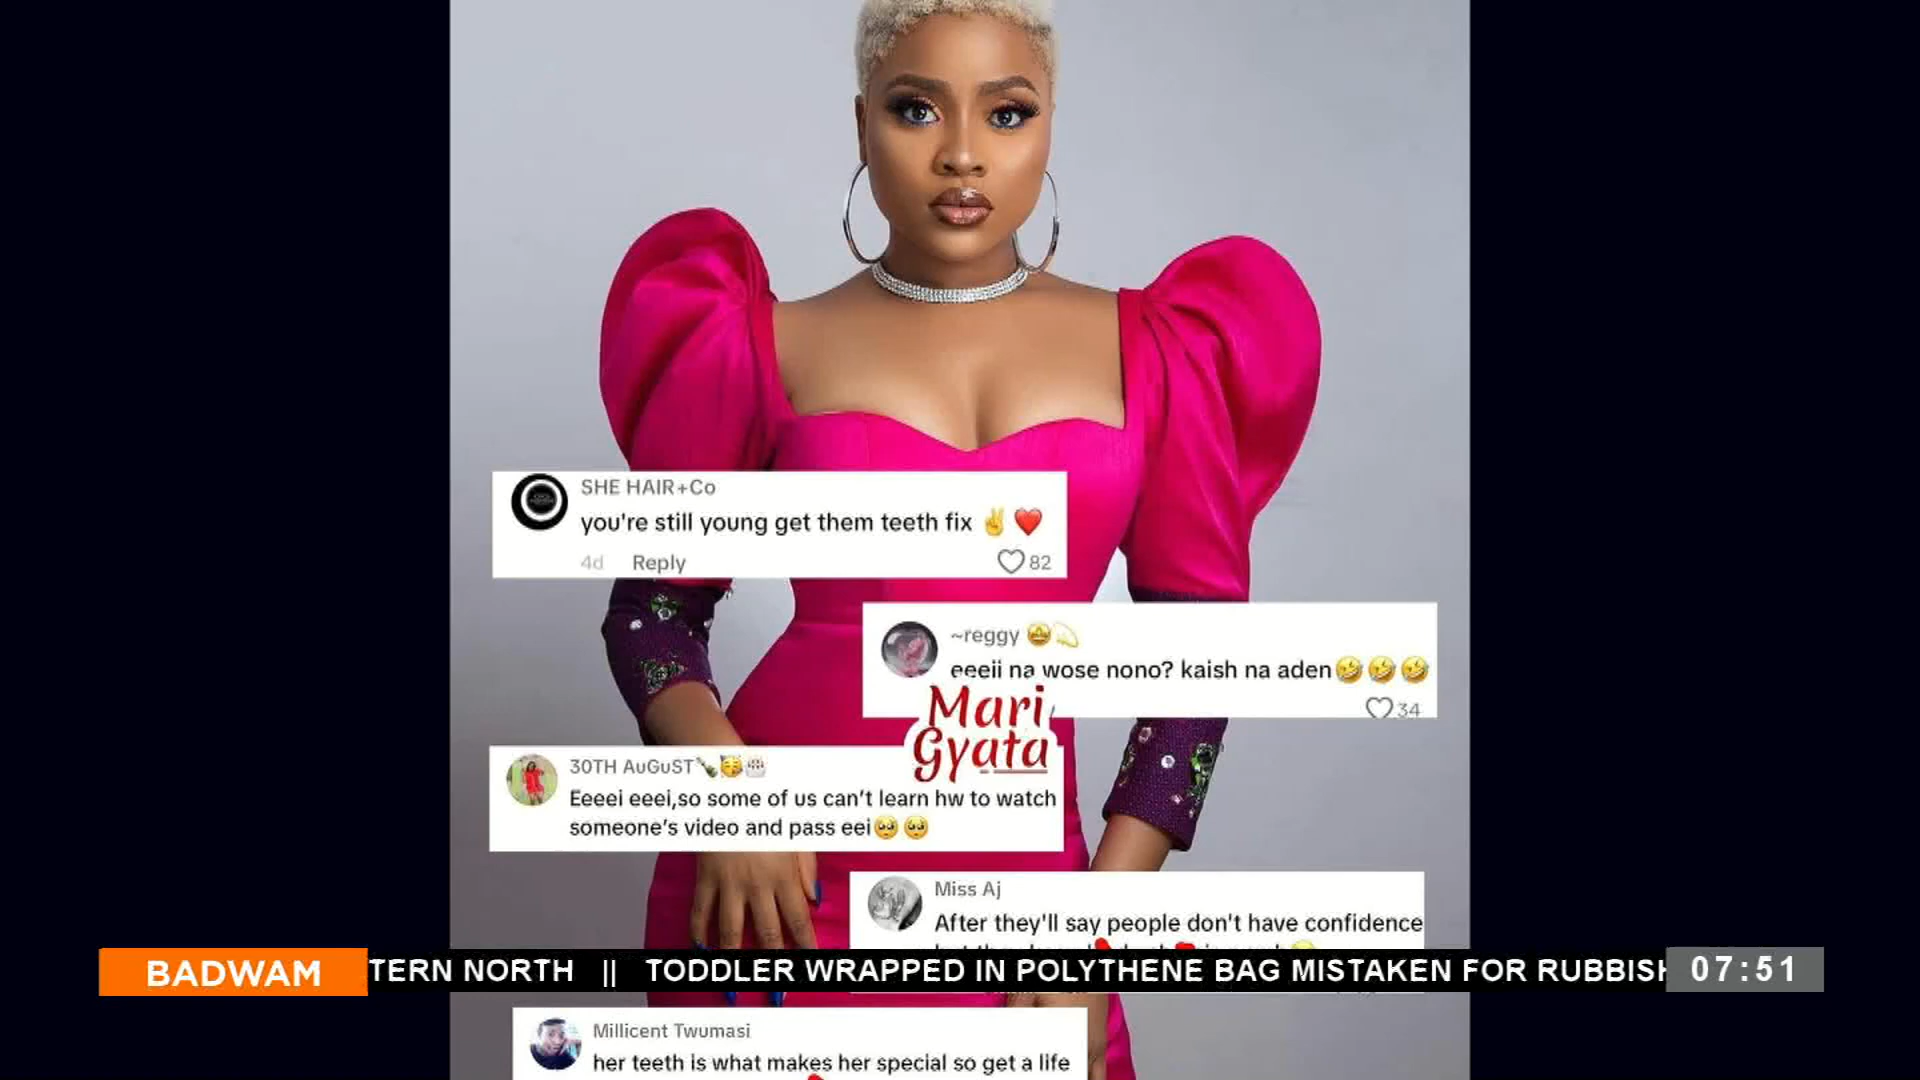 SHE HAIR+Co
you're still young get them teeth fix ✌️ ❤️
4d Reply 82
~reggy 🤩💫
eeeii na wose nono? kaish na aden🤣🤣🤣
34
Mari
Gyata
30TH AuGuST🍾🥳🎂
Eeeei eeei,so some of us can't learn hw to watch
someone's video and pass eei🥺🥺
Miss Aj
After they'll say people don't have confidence
BADWAM TERN NORTH || TODDLER WRAPPED IN POLYTHENE BAG MISTAKEN FOR RUBBISH 07:51
Millicent Twumasi
her teeth is what makes her special so get a life